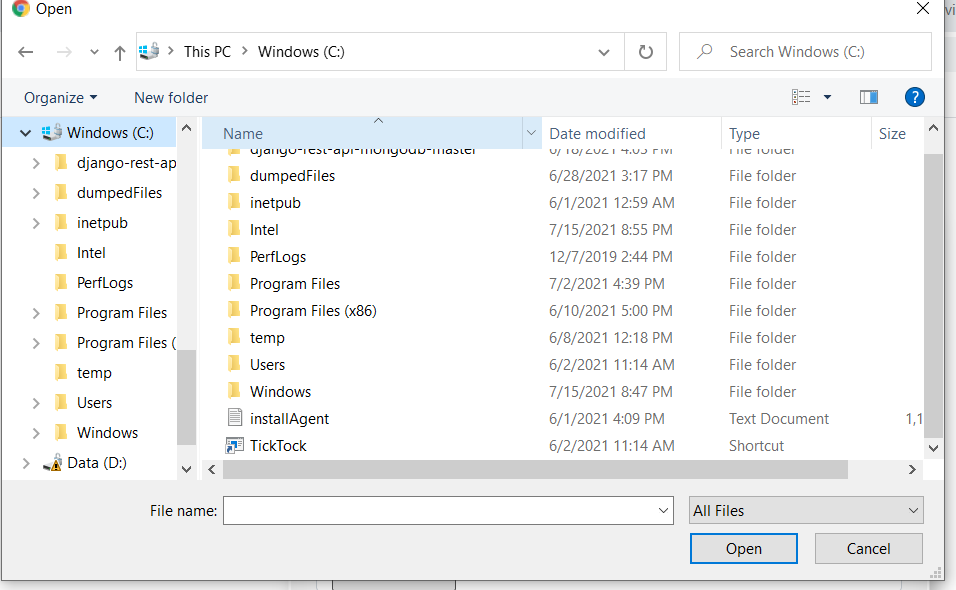 Open
This PC > Windows (C:)
Search Windows (C:)
Organize
New folder
?
Windows (C:)
django-rest-ap
dumpedFiles
inetpub
Intel
PerfLogs
Program Files
Program Files (
temp
Users
Windows
Data (D:)
Name Date modified Type Size
django-rest-api-mongodb-master 6/18/2021 4:03 PM File folder
dumpedFiles 6/28/2021 3:17 PM File folder
inetpub 6/1/2021 12:59 AM File folder
Intel 7/15/2021 8:55 PM File folder
PerfLogs 12/7/2019 2:44 PM File folder
Program Files 7/2/2021 4:39 PM File folder
Program Files (x86) 6/10/2021 5:00 PM File folder
temp 6/8/2021 12:18 PM File folder
Users 6/2/2021 11:14 AM File folder
Windows 7/15/2021 8:47 PM File folder
installAgent 6/1/2021 4:09 PM Text Document 1,1
TickTock 6/2/2021 11:14 AM Shortcut
File name:
All Files
Open
Cancel